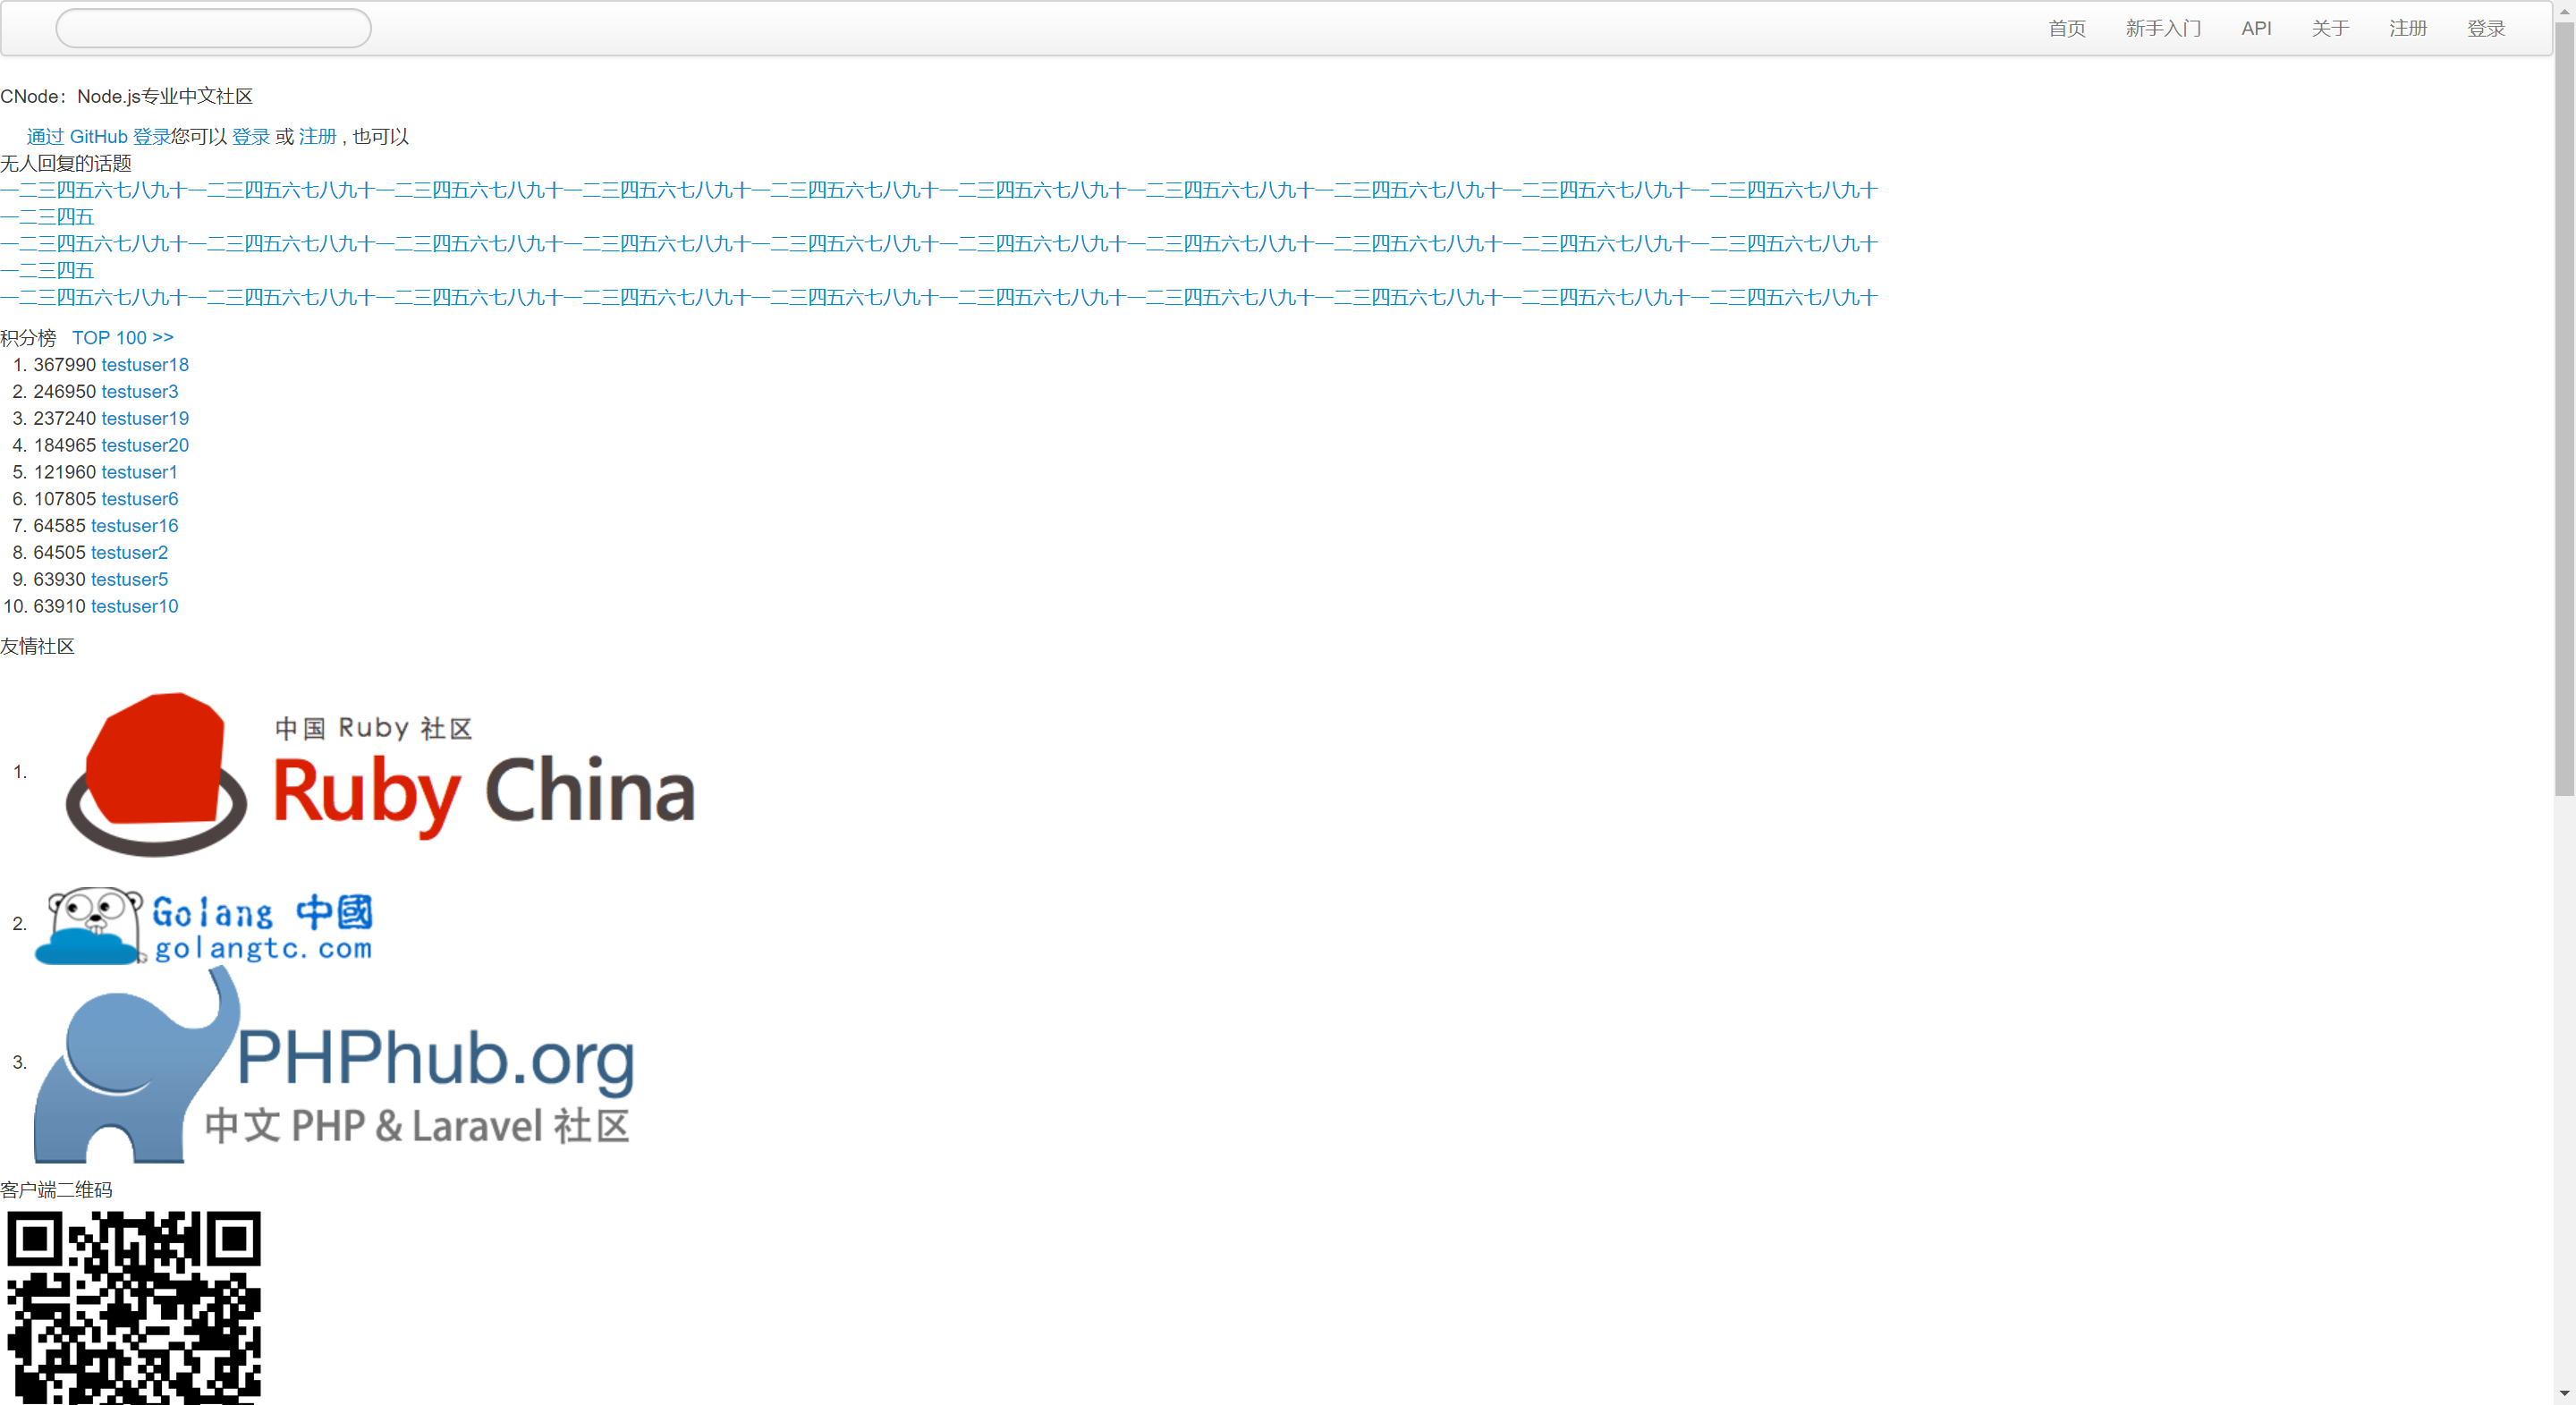 首页 新手入门 API 关于 注册 登录
CNode：Node.js专业中文社区
通过 GitHub 登录您可以 登录 或 注册 , 也可以
无人回复的话题
一二三四五六七八九十一二三四五六七八九十一二三四五六七八九十一二三四五六七八九十一二三四五六七八九十一二三四五六七八九十一二三四五六七八九十一二三四五六七八九十一二三四五六七八九十一二三四五六七八九十
一二三四五
一二三四五六七八九十一二三四五六七八九十一二三四五六七八九十一二三四五六七八九十一二三四五六七八九十一二三四五六七八九十一二三四五六七八九十一二三四五六七八九十一二三四五六七八九十一二三四五六七八九十
一二三四五
一二三四五六七八九十一二三四五六七八九十一二三四五六七八九十一二三四五六七八九十一二三四五六七八九十一二三四五六七八九十一二三四五六七八九十一二三四五六七八九十一二三四五六七八九十一二三四五六七八九十
积分榜 TOP 100 >>
1. 367990 testuser18
2. 246950 testuser3
3. 237240 testuser19
4. 184965 testuser20
5. 121960 testuser1
6. 107805 testuser6
7. 64585 testuser16
8. 64505 testuser2
9. 63930 testuser5
10. 63910 testuser10
友情社区
中国 Ruby 社区
1. Ruby China
2. Golang 中國
golangtc.com
3. PHPhub.org
中文 PHP & Laravel 社区
客户端二维码